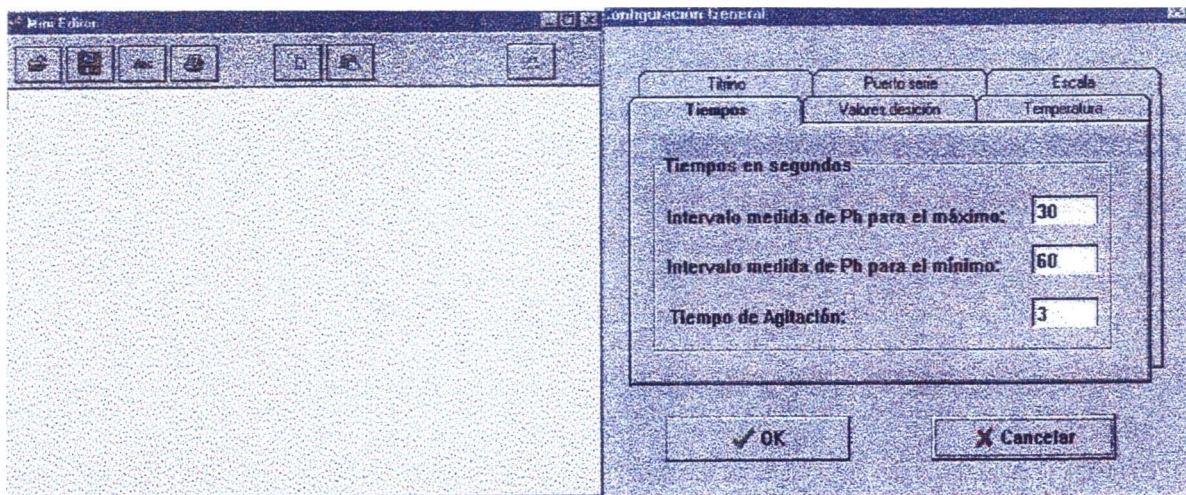 Mini Editor
Configuración General
Titrino Puerto serie Escala
Tiempos Valores desición Temperatura
Tiempos en segundos
Intervalo medida de Ph para el máximo: 30
Intervalo medida de Ph para el mínimo: 60
Tiempo de Agitación: 3
OK Cancelar